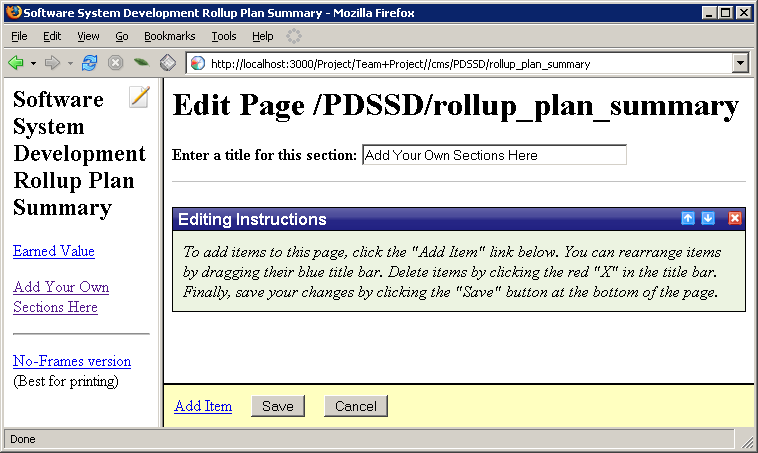 Software System Development Rollup Plan Summary - Mozilla Firefox
File Edit View Go Bookmarks Tools Help
http://localhost:3000/Project/Team+Project//cms/PDSSD/rollup_plan_summary
Software
System
Development
Rollup Plan
Summary
Earned Value
Add Your Own
Sections Here
No-Frames version
(Best for printing)
Edit Page /PDSSD/rollup_plan_summary
Enter a title for this section: Add Your Own Sections Here
Editing Instructions
To add items to this page, click the "Add Item" link below. You can rearrange items
by dragging their blue title bar. Delete items by clicking the red "X" in the title bar.
Finally, save your changes by clicking the "Save" button at the bottom of the page.
Add Item Save Cancel
Done